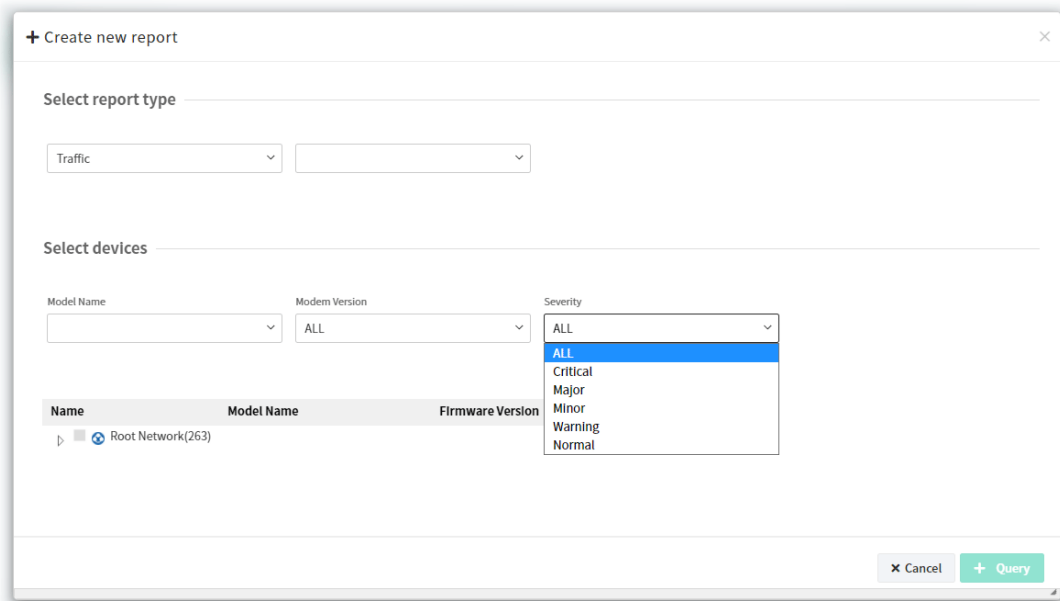 + Create new report
×
Select report type
Traffic
Select devices
Model Name Modem Version Severity
ALL ALL
ALL
Critical
Major
Minor
Warning
Normal
Name Model Name Firmware Version
Root Network(263)
× Cancel + Query